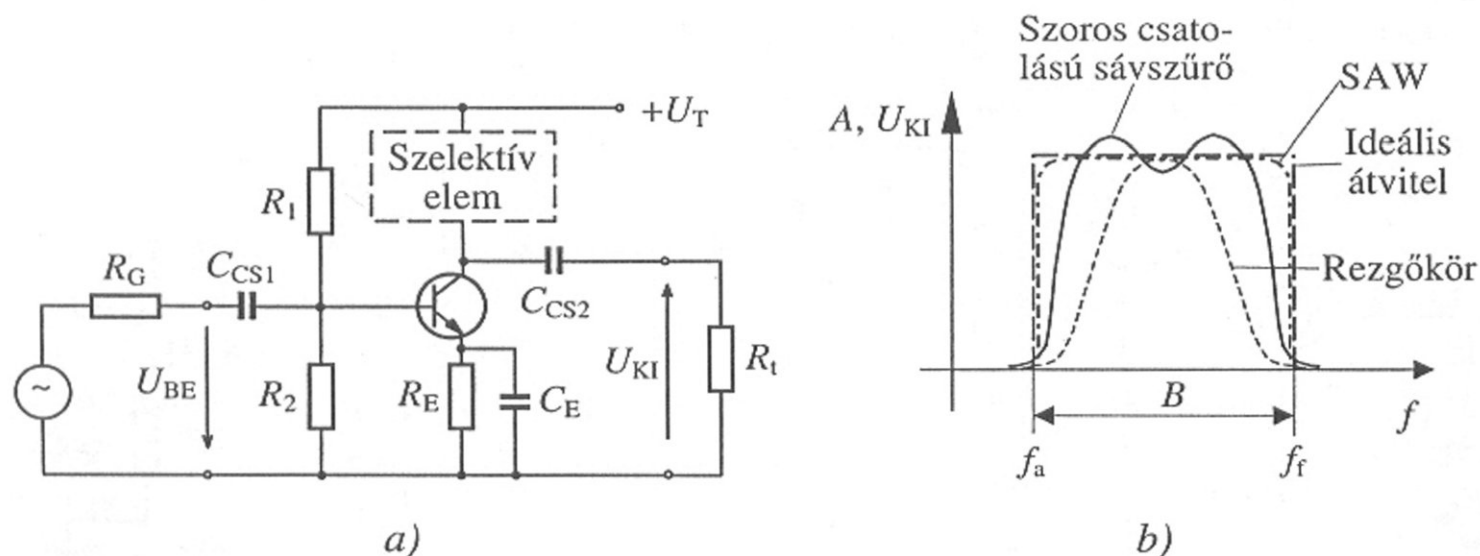 +U_T
Szelektív
elem
R_1
R_G
C_CS1
C_CS2
U_BE
R_2
R_E
C_E
U_KI
R_t
~
a)
Szoros csato-
lású sávszűrő
SAW
A, U_KI
Ideális
átvitel
Rezgőkör
B
f
f_a
f_f
b)